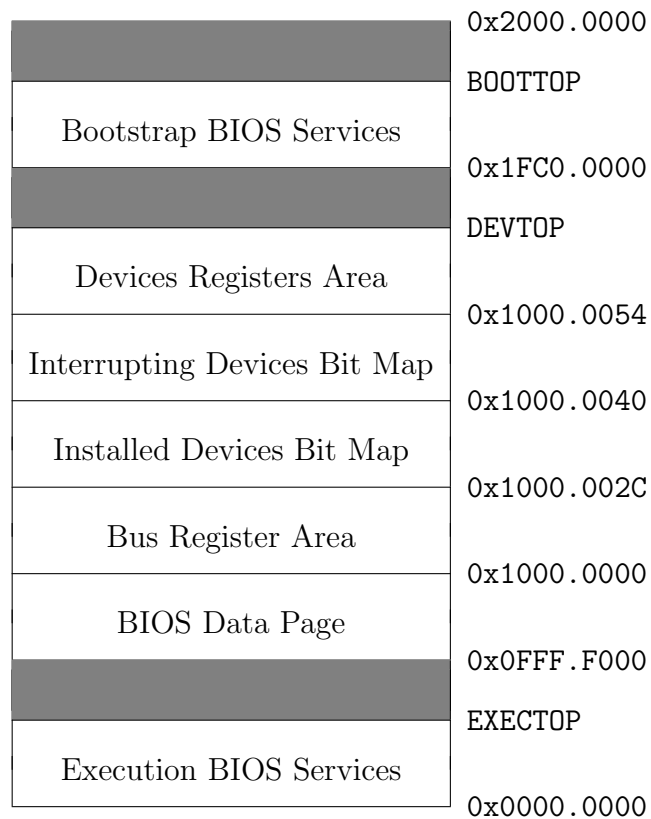 0x2000.0000
BOOTTOP
Bootstrap BIOS Services
0x1FC0.0000
DEVTOP
Devices Registers Area
0x1000.0054
Interrupting Devices Bit Map
0x1000.0040
Installed Devices Bit Map
0x1000.002C
Bus Register Area
0x1000.0000
BIOS Data Page
0x0FFF.F000
EXECTOP
Execution BIOS Services
0x0000.0000